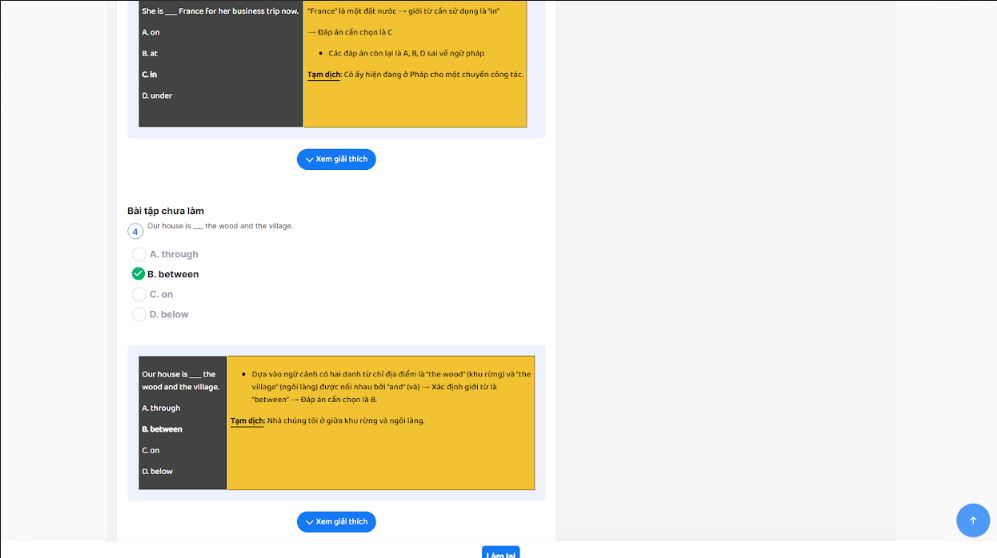 She is ___ France for her business trip now.
A. on
B. at
C. in
D. under
"France" là một đất nước → giới từ cần sử dụng là "in"
→ Đáp án cần chọn là C
• Các đáp án còn lại là A, B, D sai về ngữ pháp
Tạm dịch: Cô ấy hiện đang ở Pháp cho một chuyến công tác.
Xem giải thích
Bài tập chưa làm
4
Our house is ___ the wood and the village.
A. through
B. between
C. on
D. below
Our house is ___ the
wood and the village.
A. through
B. between
C. on
D. below
• Dựa vào ngữ cảnh có hai danh từ chỉ địa điểm là "the wood" (khu rừng) và "the
village" (ngôi làng) được nối nhau bởi "and" (và) → Xác định giới từ là
"between" → Đáp án cần chọn là B.
Tạm dịch: Nhà chúng tôi ở giữa khu rừng và ngôi làng.
Xem giải thích
Làm lại